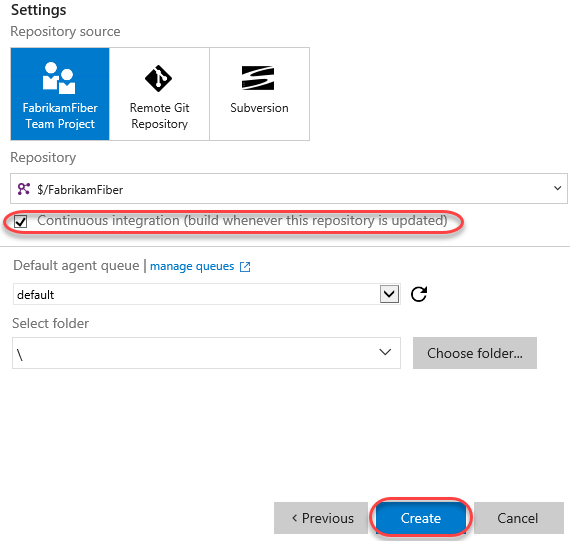 Settings
Repository source
FabrikamFiber
Team Project
Remote Git
Repository
Subversion
Repository
$/FabrikamFiber
Continuous integration (build whenever this repository is updated)
Default agent queue | manage queues
default
Select folder
\
Choose folder...
< Previous
Create
Cancel